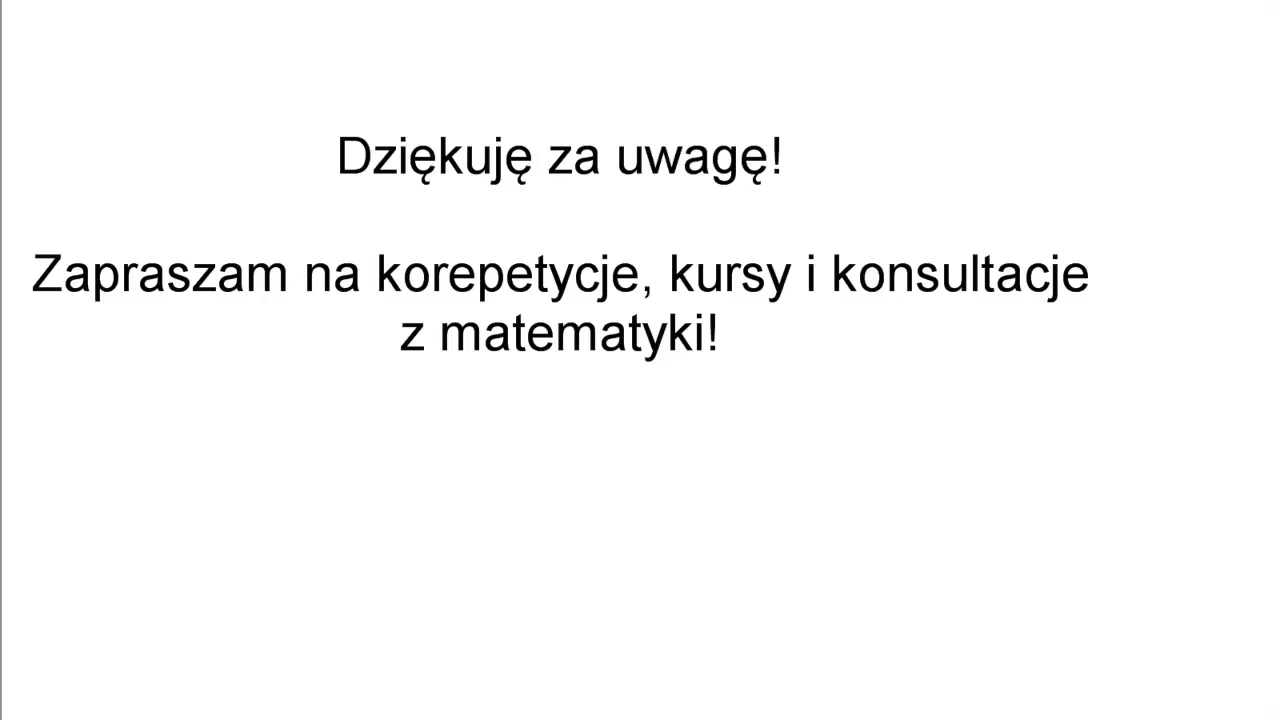 Dziękuję za uwagę!
Zapraszam na korepetycje, kursy i konsultacje
z matematyki!